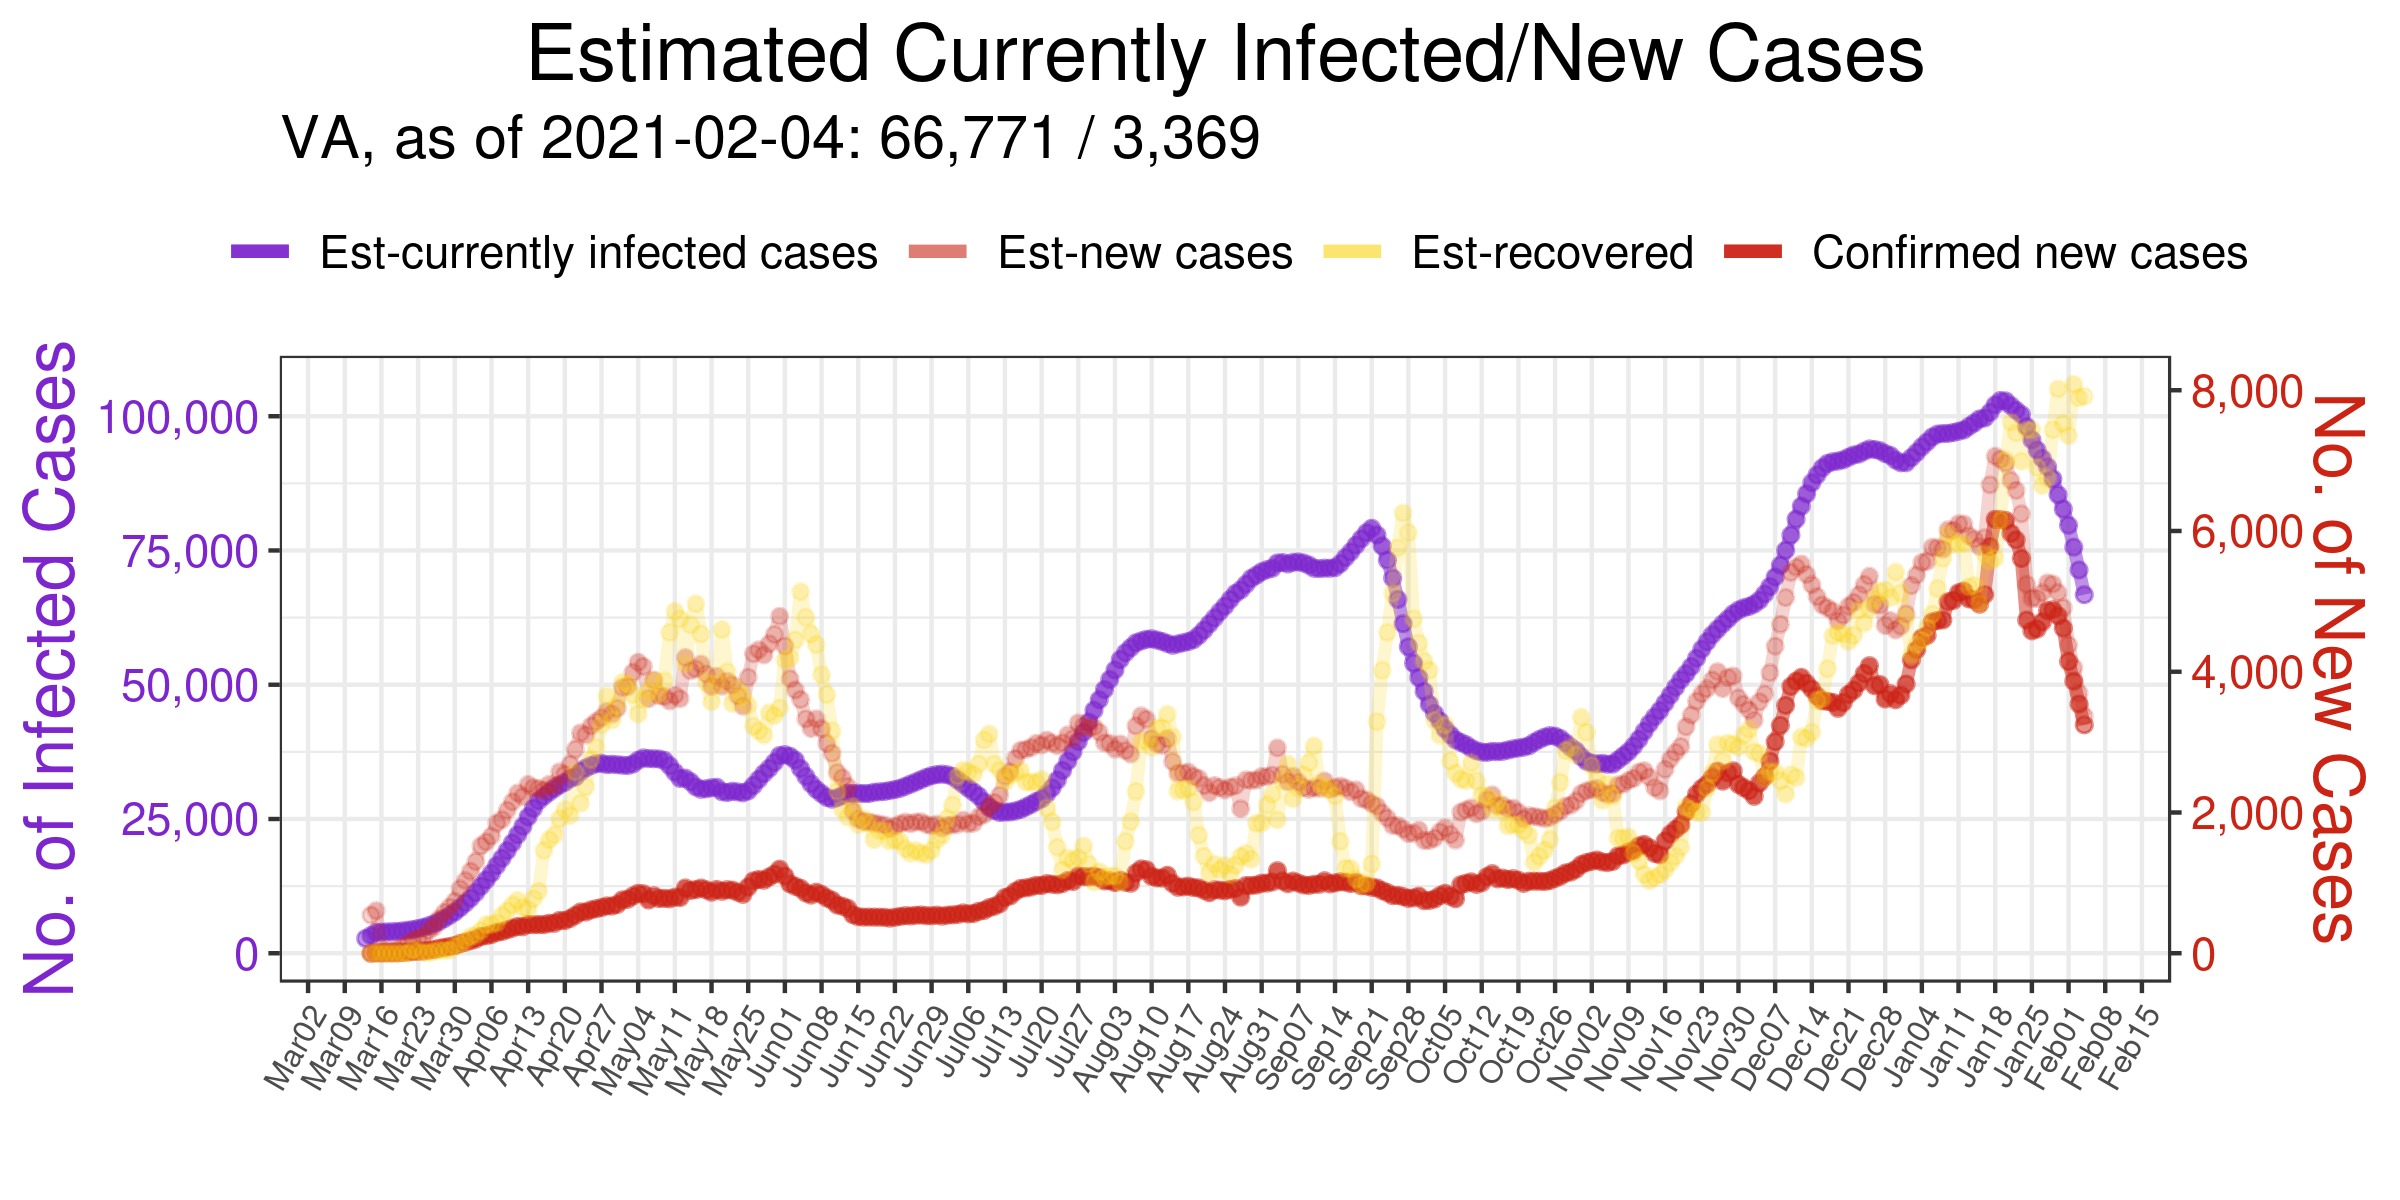 Estimated Currently Infected/New Cases
VA, as of 2021-02-04: 66,771 / 3,369
Est-currently infected cases Est-new cases Est-recovered Confirmed new cases
No. of Infected Cases
100,000
75,000
50,000
25,000
0
8,000
6,000
4,000
2,000
0
No. of New Cases
Mar02 Mar09 Mar16 Mar23 Mar30 Apr06 Apr13 Apr20 Apr27 May04 May11 May18 May25 Jun01 Jun08 Jun15 Jun22 Jun29 Jul06 Jul13 Jul20 Jul27 Aug03 Aug10 Aug17 Aug24 Aug31 Sep07 Sep14 Sep21 Sep28 Oct05 Oct12 Oct19 Oct26 Nov02 Nov09 Nov16 Nov23 Nov30 Dec07 Dec14 Dec21 Dec28 Jan04 Jan11 Jan18 Jan25 Feb01 Feb08 Feb15